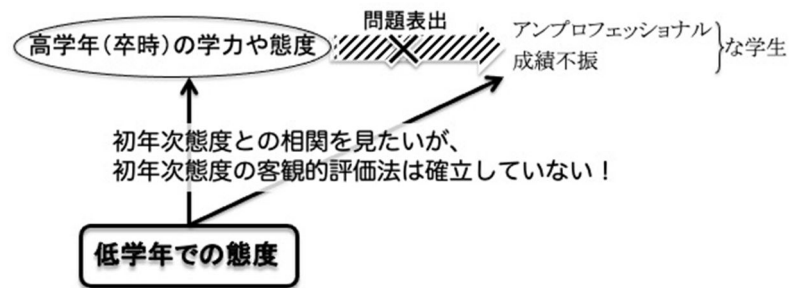 問題表出
高学年（卒時）の学力や態度
アンプロフェッショナル
成績不振
な学生
初年次態度との相関を見たいが、
初年次態度の客観的評価法は確立していない！
低学年での態度